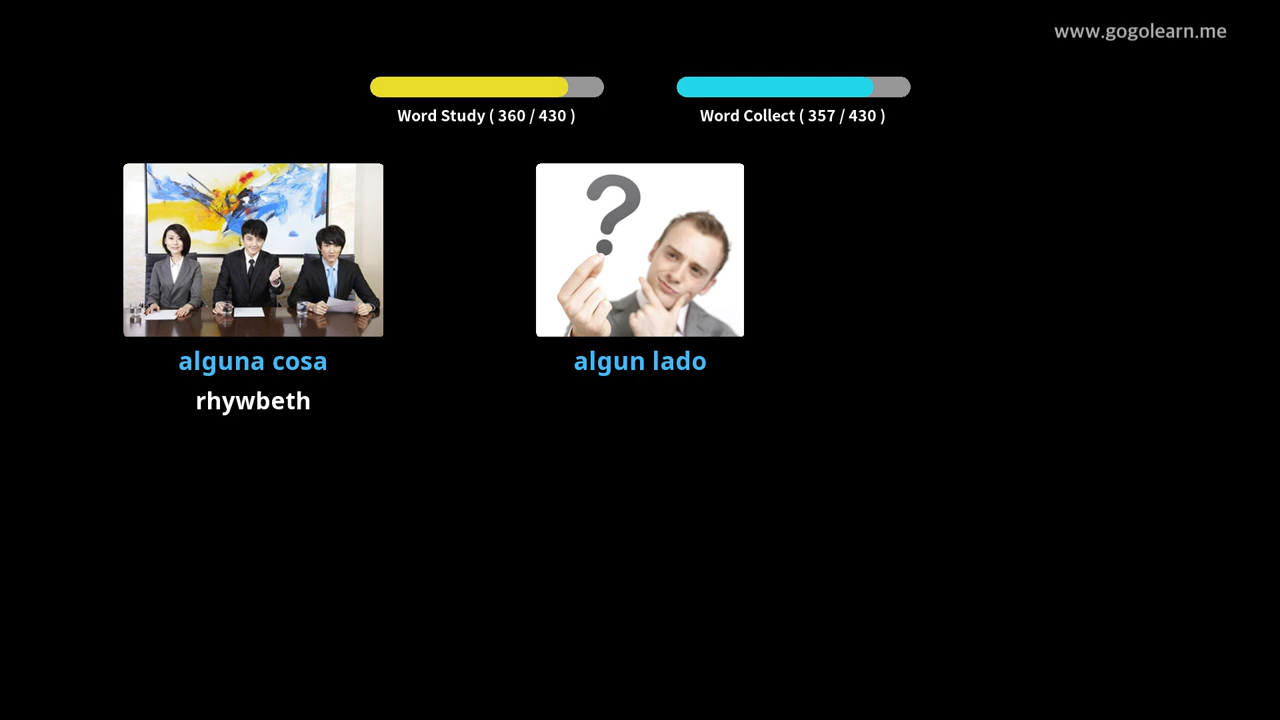 www.gogolearn.me
Word Study ( 360 / 430 )
Word Collect ( 357 / 430 )
alguna cosa
rhywbeth
algun lado